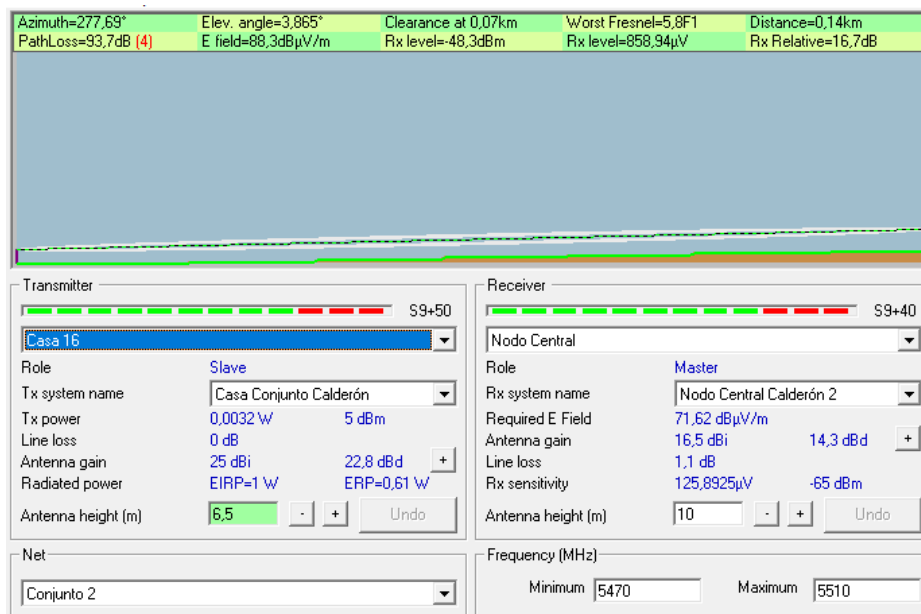 Azimuth=277,69° Elev. angle=3,865° Clearance at 0,07km Worst Fresnel=5,8F1 Distance=0,14km
PathLoss=93,7dB (4) E field=88,3dBµV/m Rx level=-48,3dBm Rx level=858,94µV Rx Relative=16,7dB
Transmitter
S9+50
Casa 16
Role Slave
Tx system name Casa Conjunto Calderón
Tx power 0,0032 W 5 dBm
Line loss 0 dB
Antenna gain 25 dBi 22,8 dBd +
Radiated power EIRP=1 W ERP=0,61 W
Antenna height (m) 6,5 - + Undo
Net
Conjunto 2
Receiver
S9+40
Nodo Central
Role Master
Rx system name Nodo Central Calderón 2
Required E Field 71,62 dBµV/m
Antenna gain 16,5 dBi 14,3 dBd +
Line loss 1,1 dB
Rx sensitivity 125,8925µV -65 dBm
Antenna height (m) 10 - + Undo
Frequency (MHz)
Minimum 5470 Maximum 5510